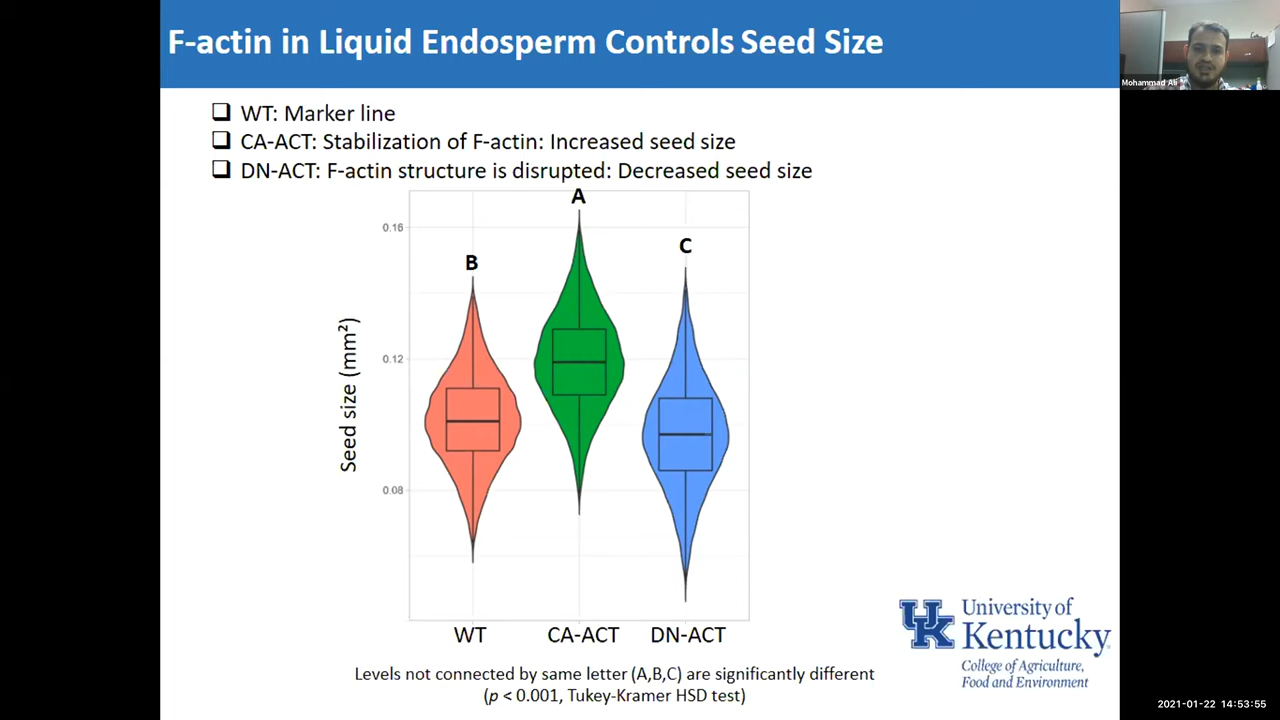 F-actin in Liquid Endosperm Controls Seed Size
Mohammad Ali
WT: Marker line
CA-ACT: Stabilization of F-actin: Increased seed size
DN-ACT: F-actin structure is disrupted: Decreased seed size
A
B
C
0.16
0.12
0.08
Seed size (mm²)
WT
CA-ACT
DN-ACT
Levels not connected by same letter (A,B,C) are significantly different
(p < 0.001, Tukey-Kramer HSD test)
UK
University of
Kentucky
College of Agriculture,
Food and Environment
2021-01-22 14:53:55